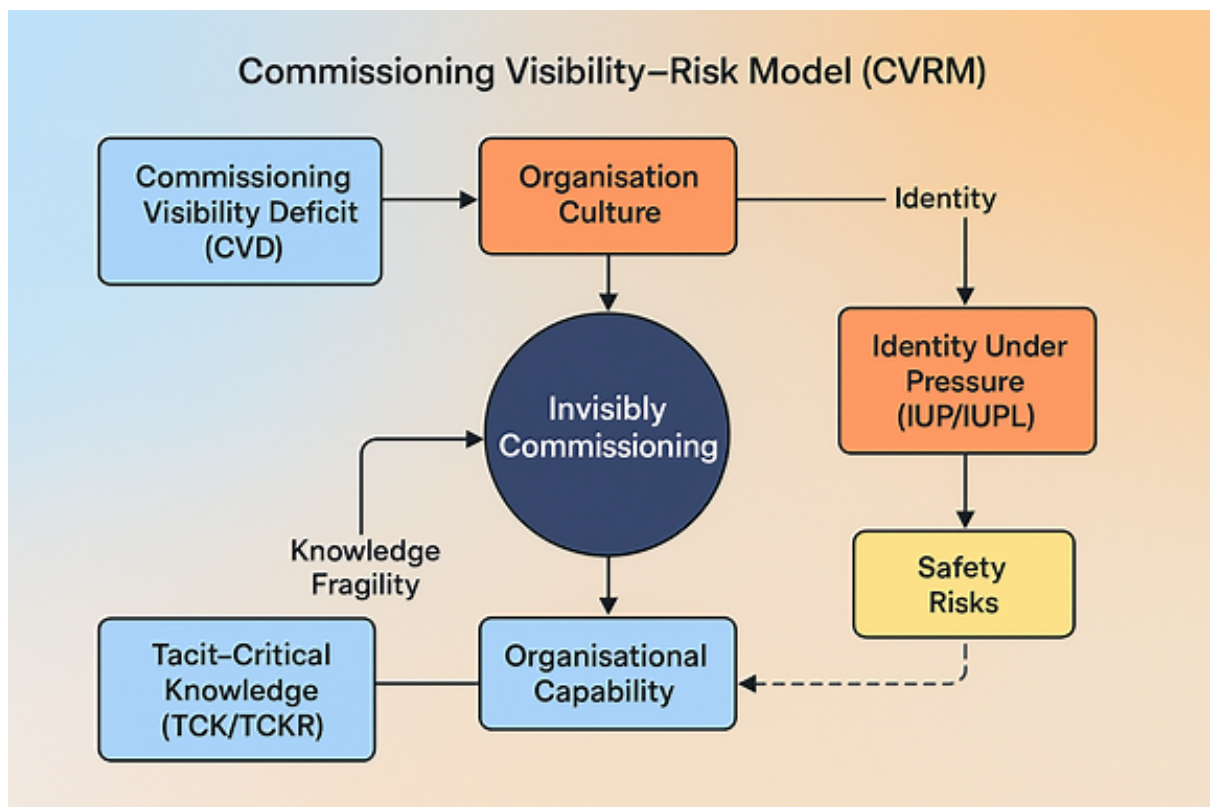 Commissioning Visibility–Risk Model (CVRM)
Commissioning
Visibility Deficit
(CVD)
Organisation
Culture
Identity
Invisibly
Commissioning
Identity Under
Pressure
(IUP/IUPL)
Knowledge
Fragility
Safety
Risks
Tacit–Critical
Knowledge
(TCK/TCKR)
Organisational
Capability